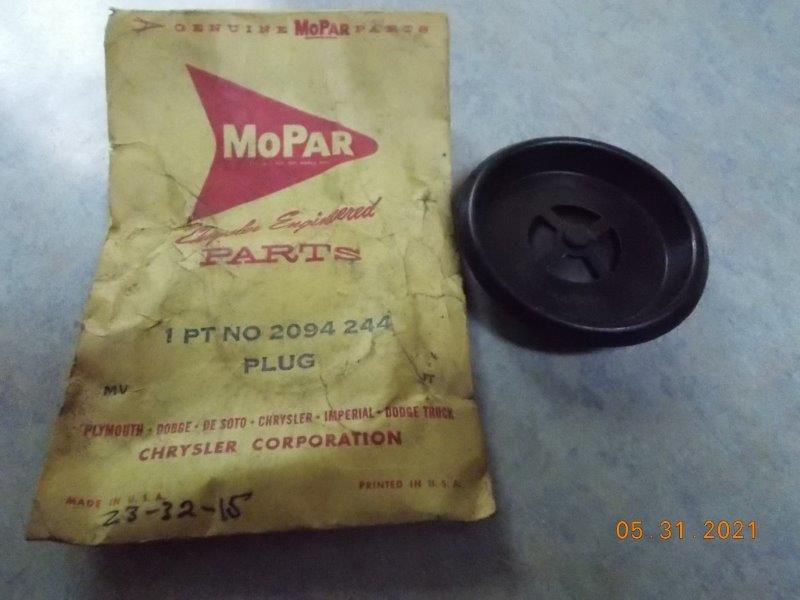 GENUINE MoPAR PARTS
MoPAR
Chrysler Engineered
PARTS
1 PT NO 2094 244
PLUG
MV
PLYMOUTH • DODGE • DE SOTO • CHRYSLER • IMPERIAL • DODGE TRUCK
CHRYSLER CORPORATION
MADE IN U.S.A. PRINTED IN U.S.A.
23-32-15
05.31.2021